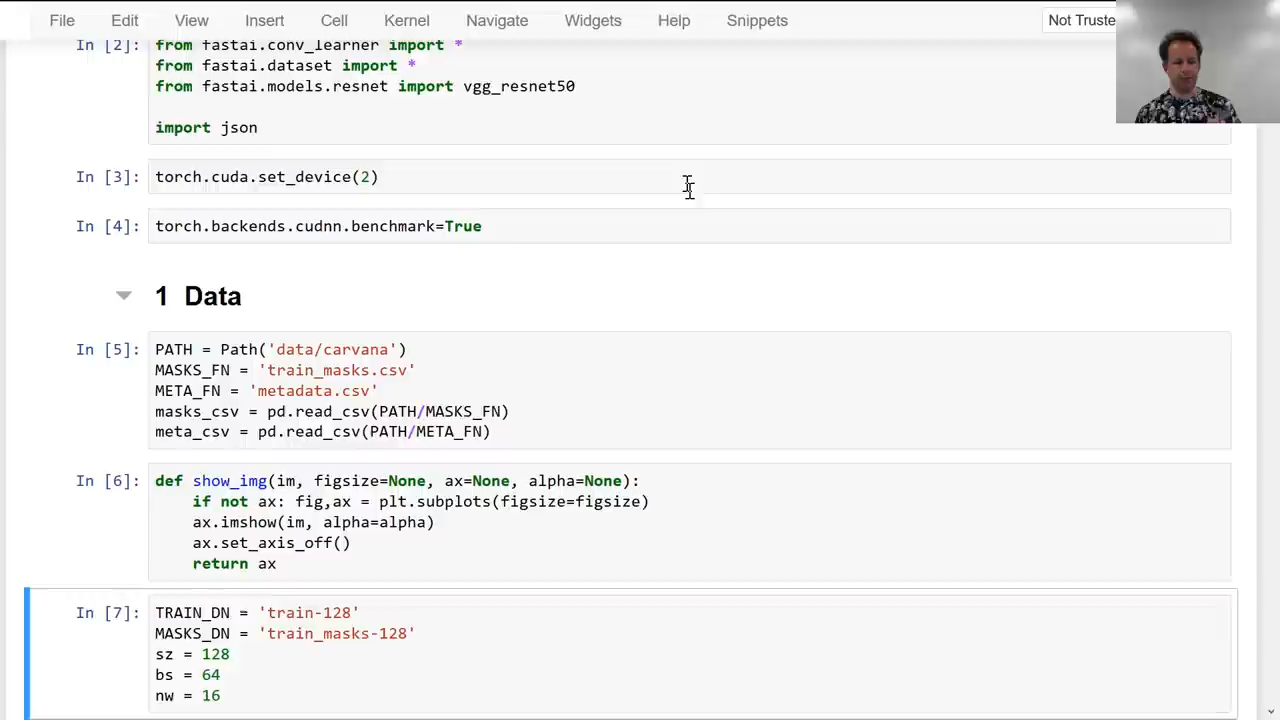 File Edit View Insert Cell Kernel Navigate Widgets Help Snippets Not Truste
In [2]: from fastai.conv_learner import *
from fastai.dataset import *
from fastai.models.resnet import vgg_resnet50
import json
In [3]: torch.cuda.set_device(2)
In [4]: torch.backends.cudnn.benchmark=True
1 Data
In [5]: PATH = Path('data/carvana')
MASKS_FN = 'train_masks.csv'
META_FN = 'metadata.csv'
masks_csv = pd.read_csv(PATH/MASKS_FN)
meta_csv = pd.read_csv(PATH/META_FN)
In [6]: def show_img(im, figsize=None, ax=None, alpha=None):
if not ax: fig,ax = plt.subplots(figsize=figsize)
ax.imshow(im, alpha=alpha)
ax.set_axis_off()
return ax
In [7]: TRAIN_DN = 'train-128'
MASKS_DN = 'train_masks-128'
sz = 128
bs = 64
nw = 16